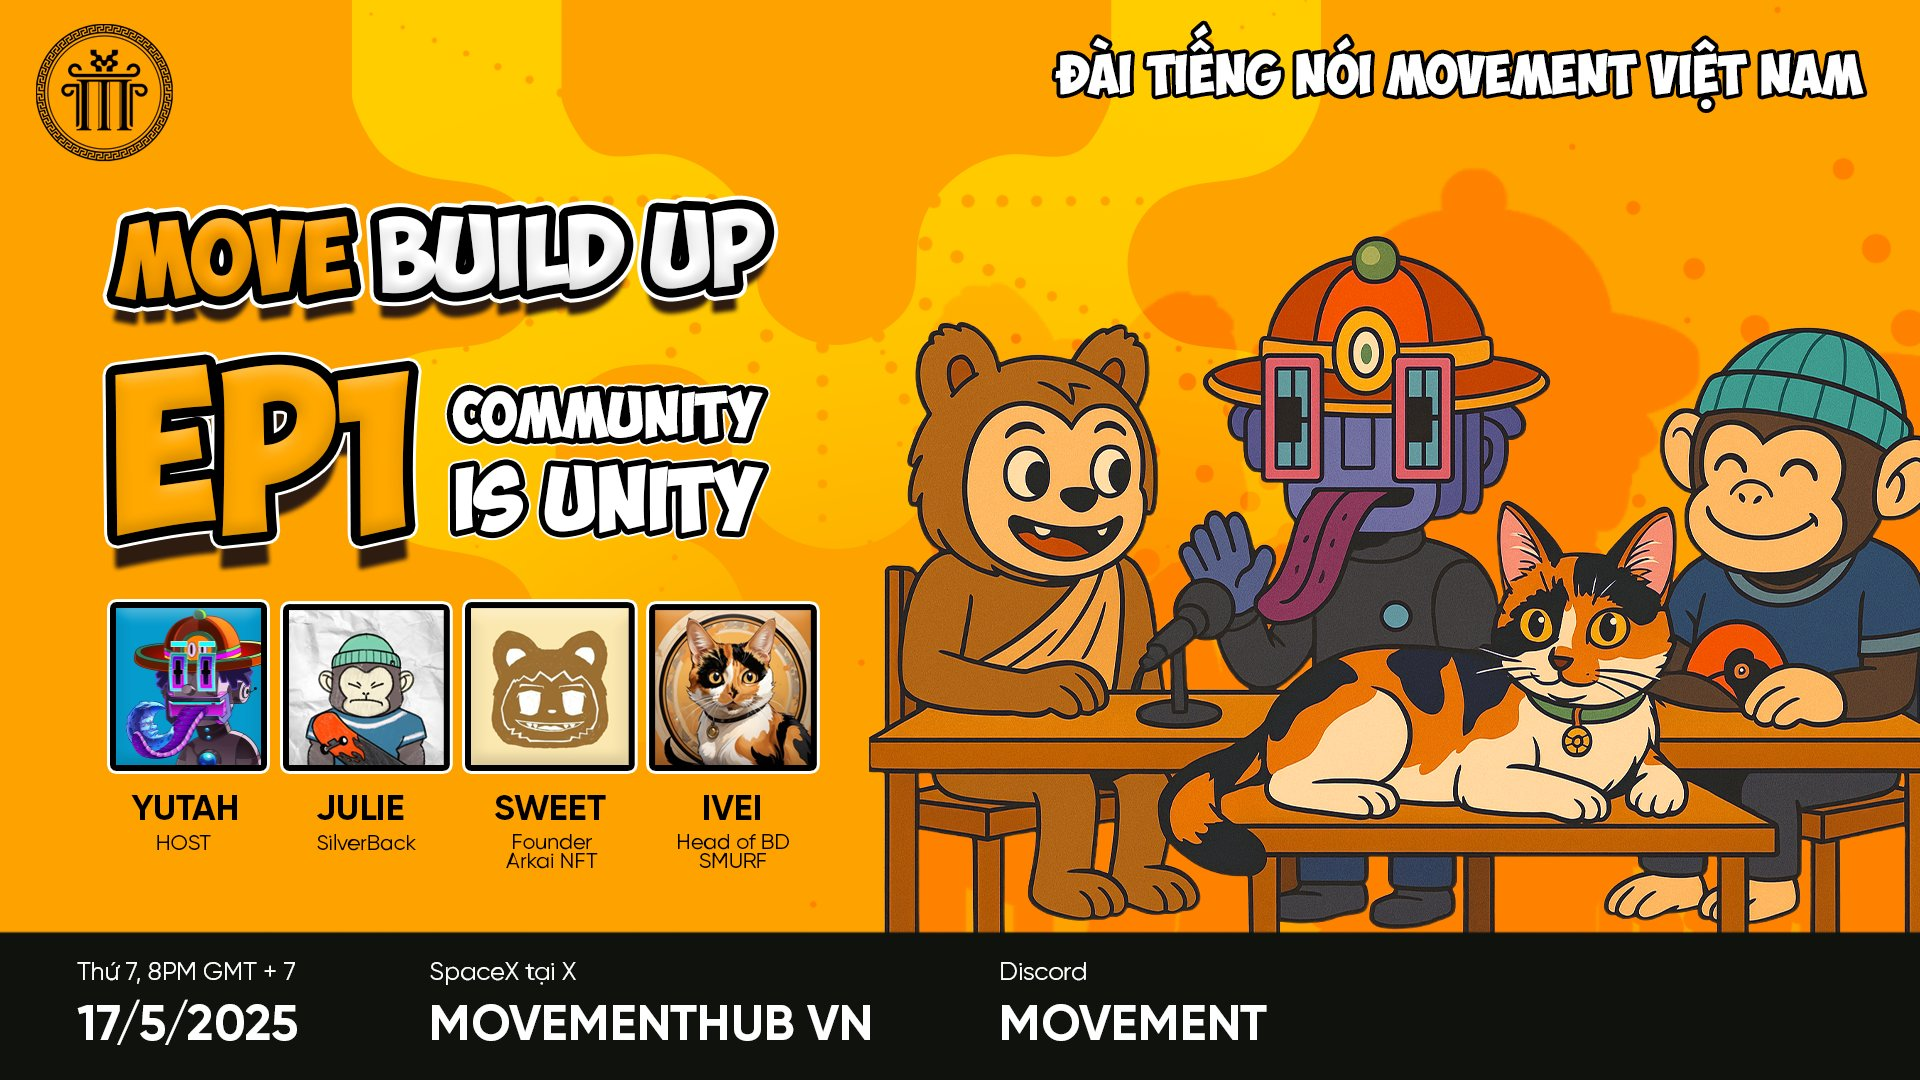 ĐÀI TIẾNG NÓI MOVEMENT VIỆT NAM
MOVE BUILD UP
EP1
COMMUNITY
IS UNITY
YUTAH
HOST
JULIE
SilverBack
SWEET
Founder
Arkai NFT
IVEI
Head of BD
SMURF
Thứ 7, 8PM GMT + 7
17/5/2025
SpaceX tại X
MOVEMENTHUB VN
Discord
MOVEMENT